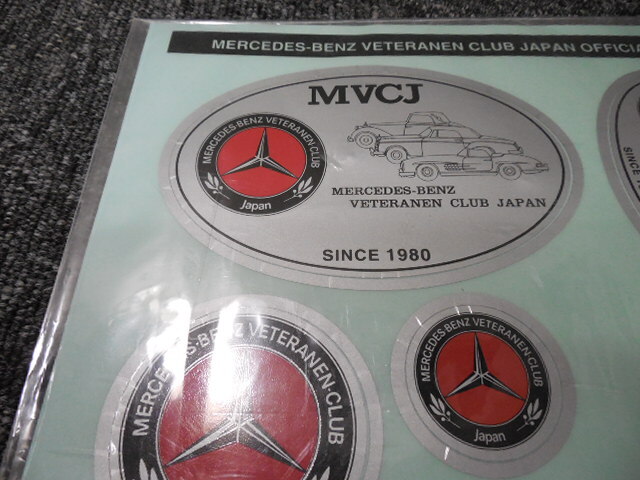 MERCEDES-BENZ VETERANEN CLUB JAPAN OFFICIA
MVCJ
MERCEDES-BENZ VETERANEN CLUB
Japan
MERCEDES-BENZ
VETERANEN CLUB JAPAN
SINCE 1980
MERCEDES-BENZ VETERANEN-CLUB
MERCEDES-BENZ VETERANEN CLUB
Japan